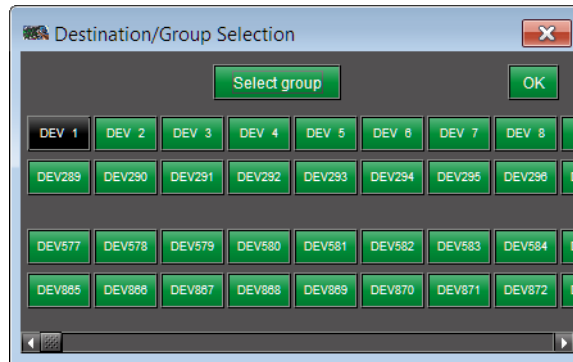 Destination/Group Selection
Select group OK
DEV 1 DEV 2 DEV 3 DEV 4 DEV 5 DEV 6 DEV 7 DEV 8
DEV289 DEV290 DEV291 DEV292 DEV293 DEV294 DEV295 DEV296
DEV577 DEV578 DEV579 DEV580 DEV581 DEV582 DEV583 DEV584
DEV865 DEV866 DEV867 DEV868 DEV869 DEV870 DEV871 DEV872